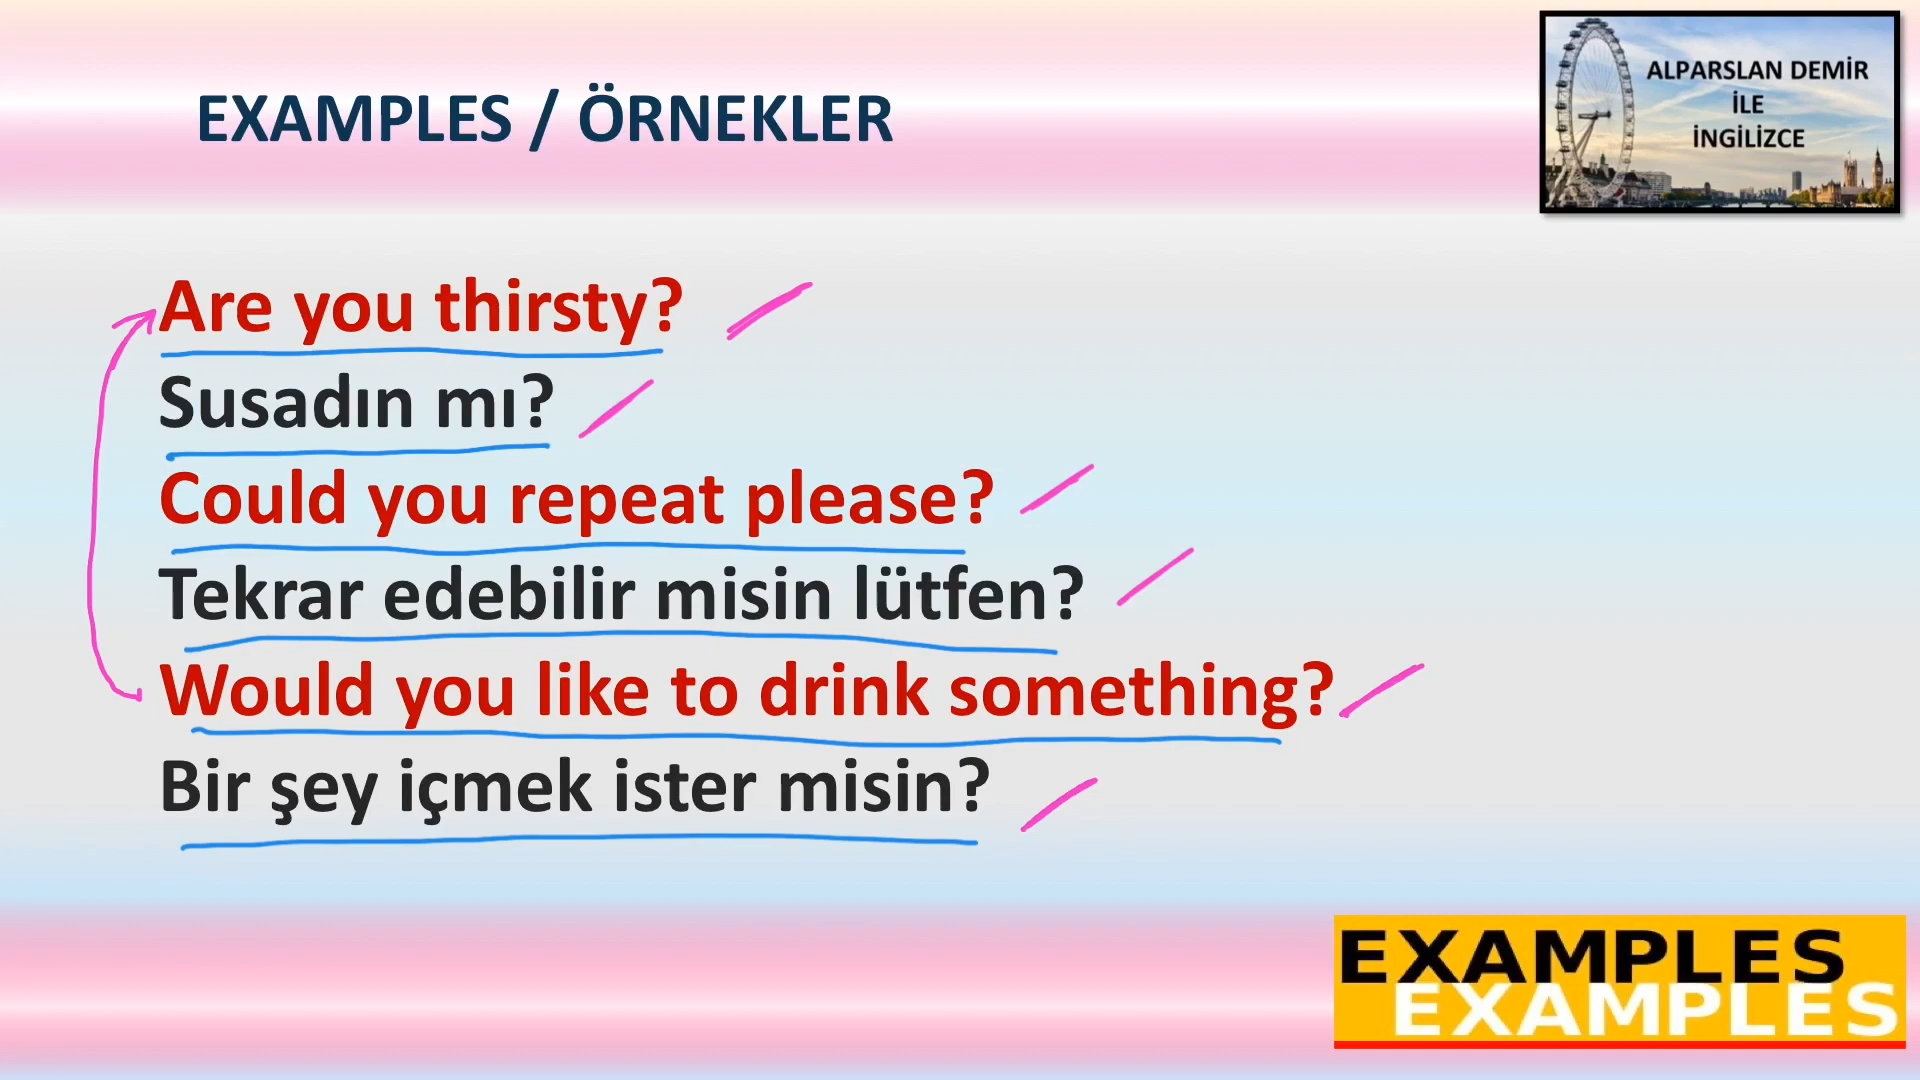 ALPARSLAN DEMİR
İLE
İNGİLİZCE
EXAMPLES / ÖRNEKLER
Are you thirsty?
Susadın mı?
Could you repeat please?
Tekrar edebilir misin lütfen?
Would you like to drink something?
Bir şey içmek ister misin?
EXAMPLES
EXAMPLES